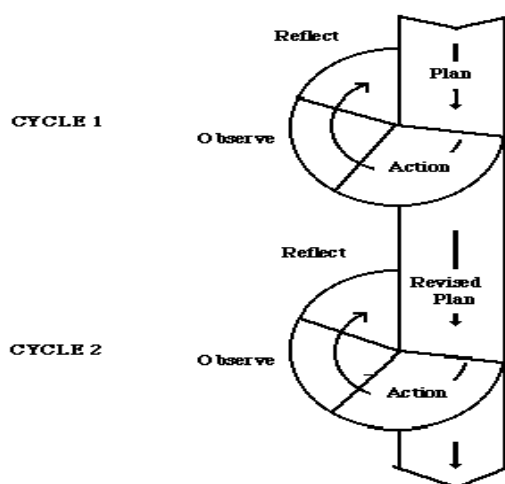 Reflect
Plan
CYCLE 1
Observe
Action
Reflect
Revised
Plan
CYCLE 2
Observe
Action